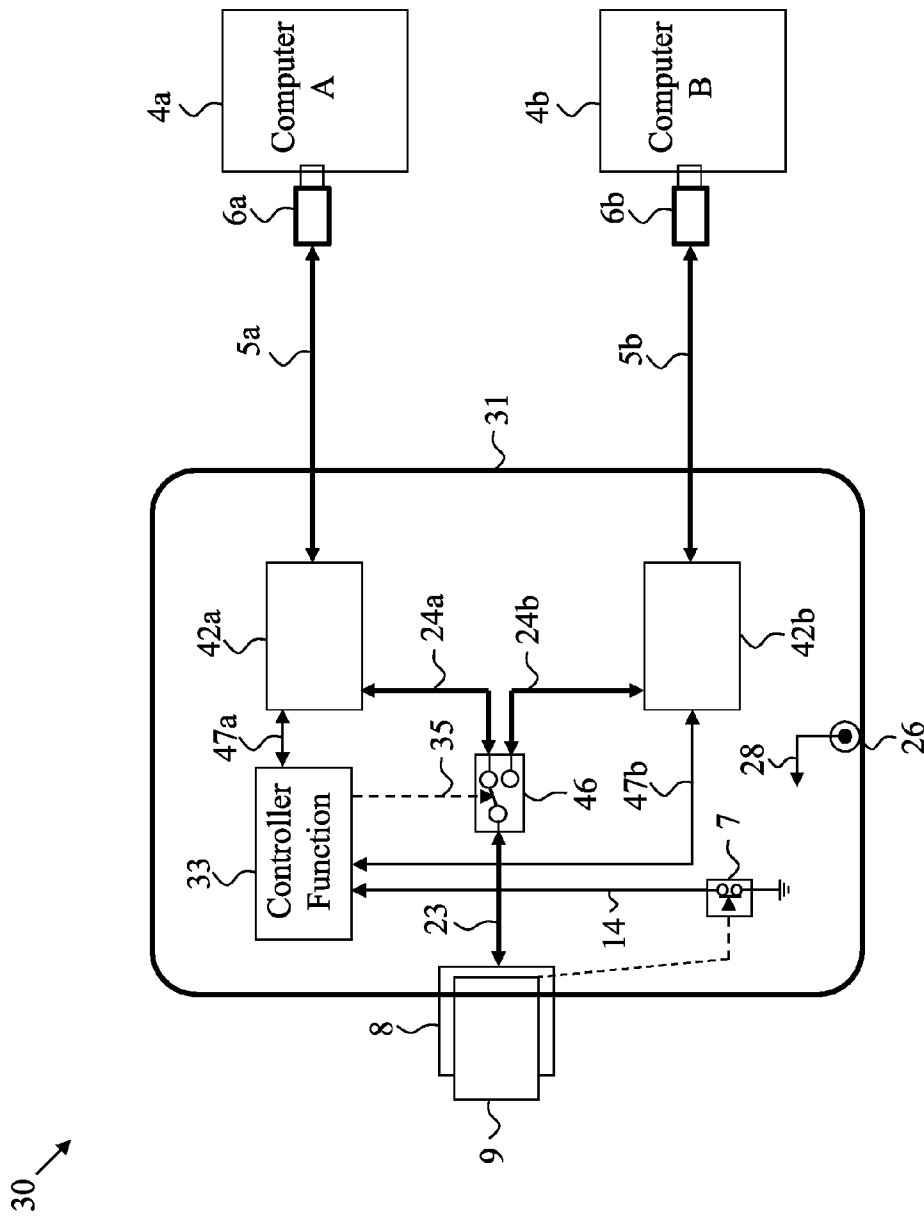 30
4a
Computer
A
6a
5a
4b
Computer
B
6b
5b
31
42a
24a
47a
35
24b
42b
33
Controller
Function
46
47b
28
26
23
14
7
8
9